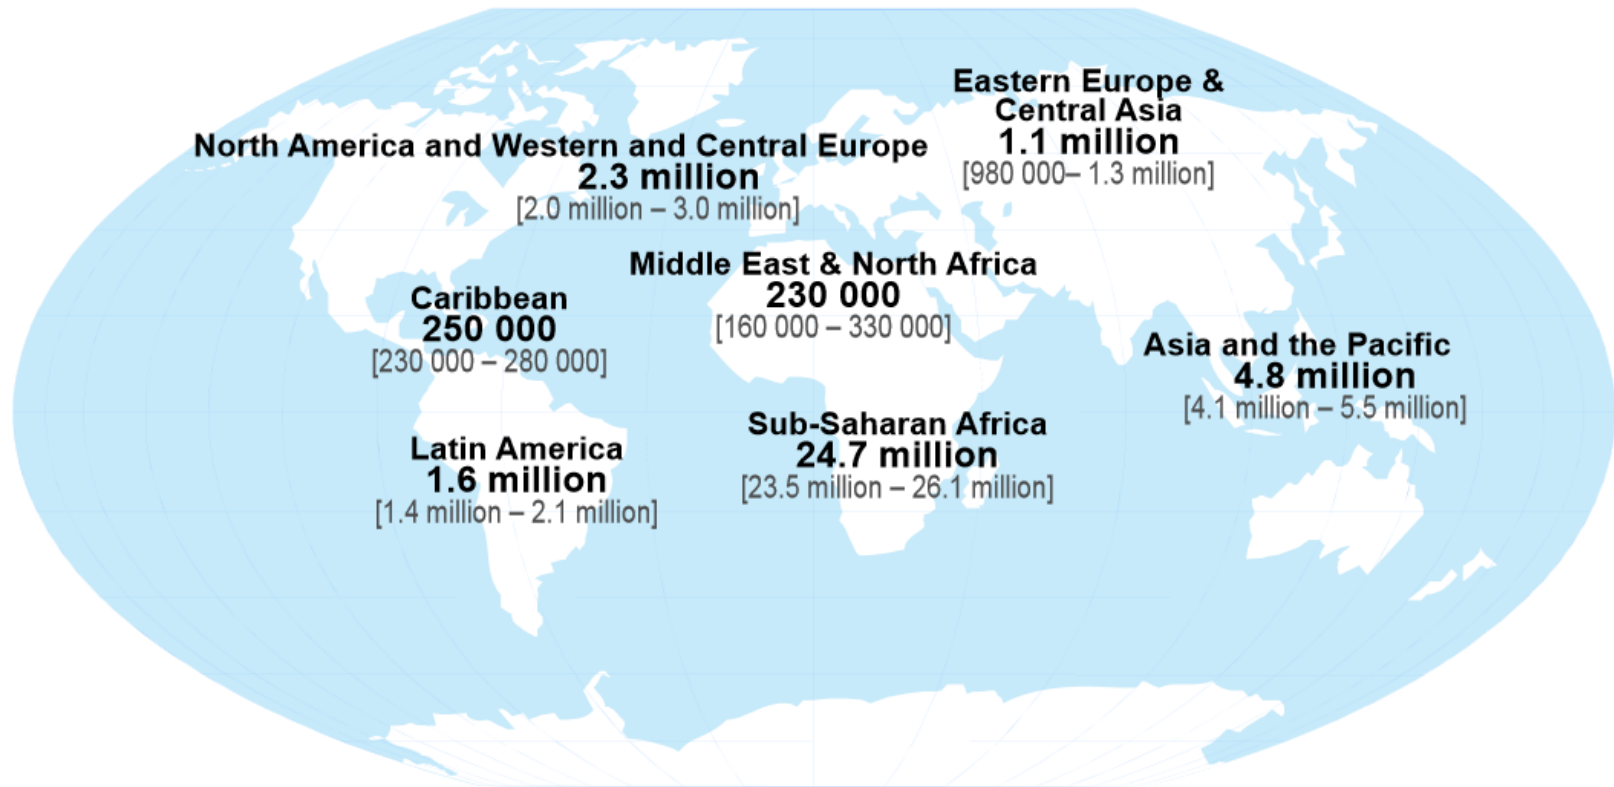 Eastern Europe &
Central Asia
1.1 million
[980 000– 1.3 million]
North America and Western and Central Europe
2.3 million
[2.0 million – 3.0 million]
Middle East & North Africa
230 000
[160 000 – 330 000]
Caribbean
250 000
[230 000 – 280 000]
Asia and the Pacific
4.8 million
[4.1 million – 5.5 million]
Sub-Saharan Africa
24.7 million
[23.5 million – 26.1 million]
Latin America
1.6 million
[1.4 million – 2.1 million]